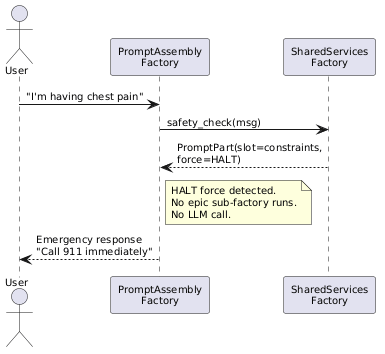 User
PromptAssembly
Factory
SharedServices
Factory
"I'm having chest pain"
safety_check(msg)
PromptPart(slot=constraints,
force=HALT)
HALT force detected.
No epic sub-factory runs.
No LLM call.
Emergency response
"Call 911 immediately"
User
PromptAssembly
Factory
SharedServices
Factory